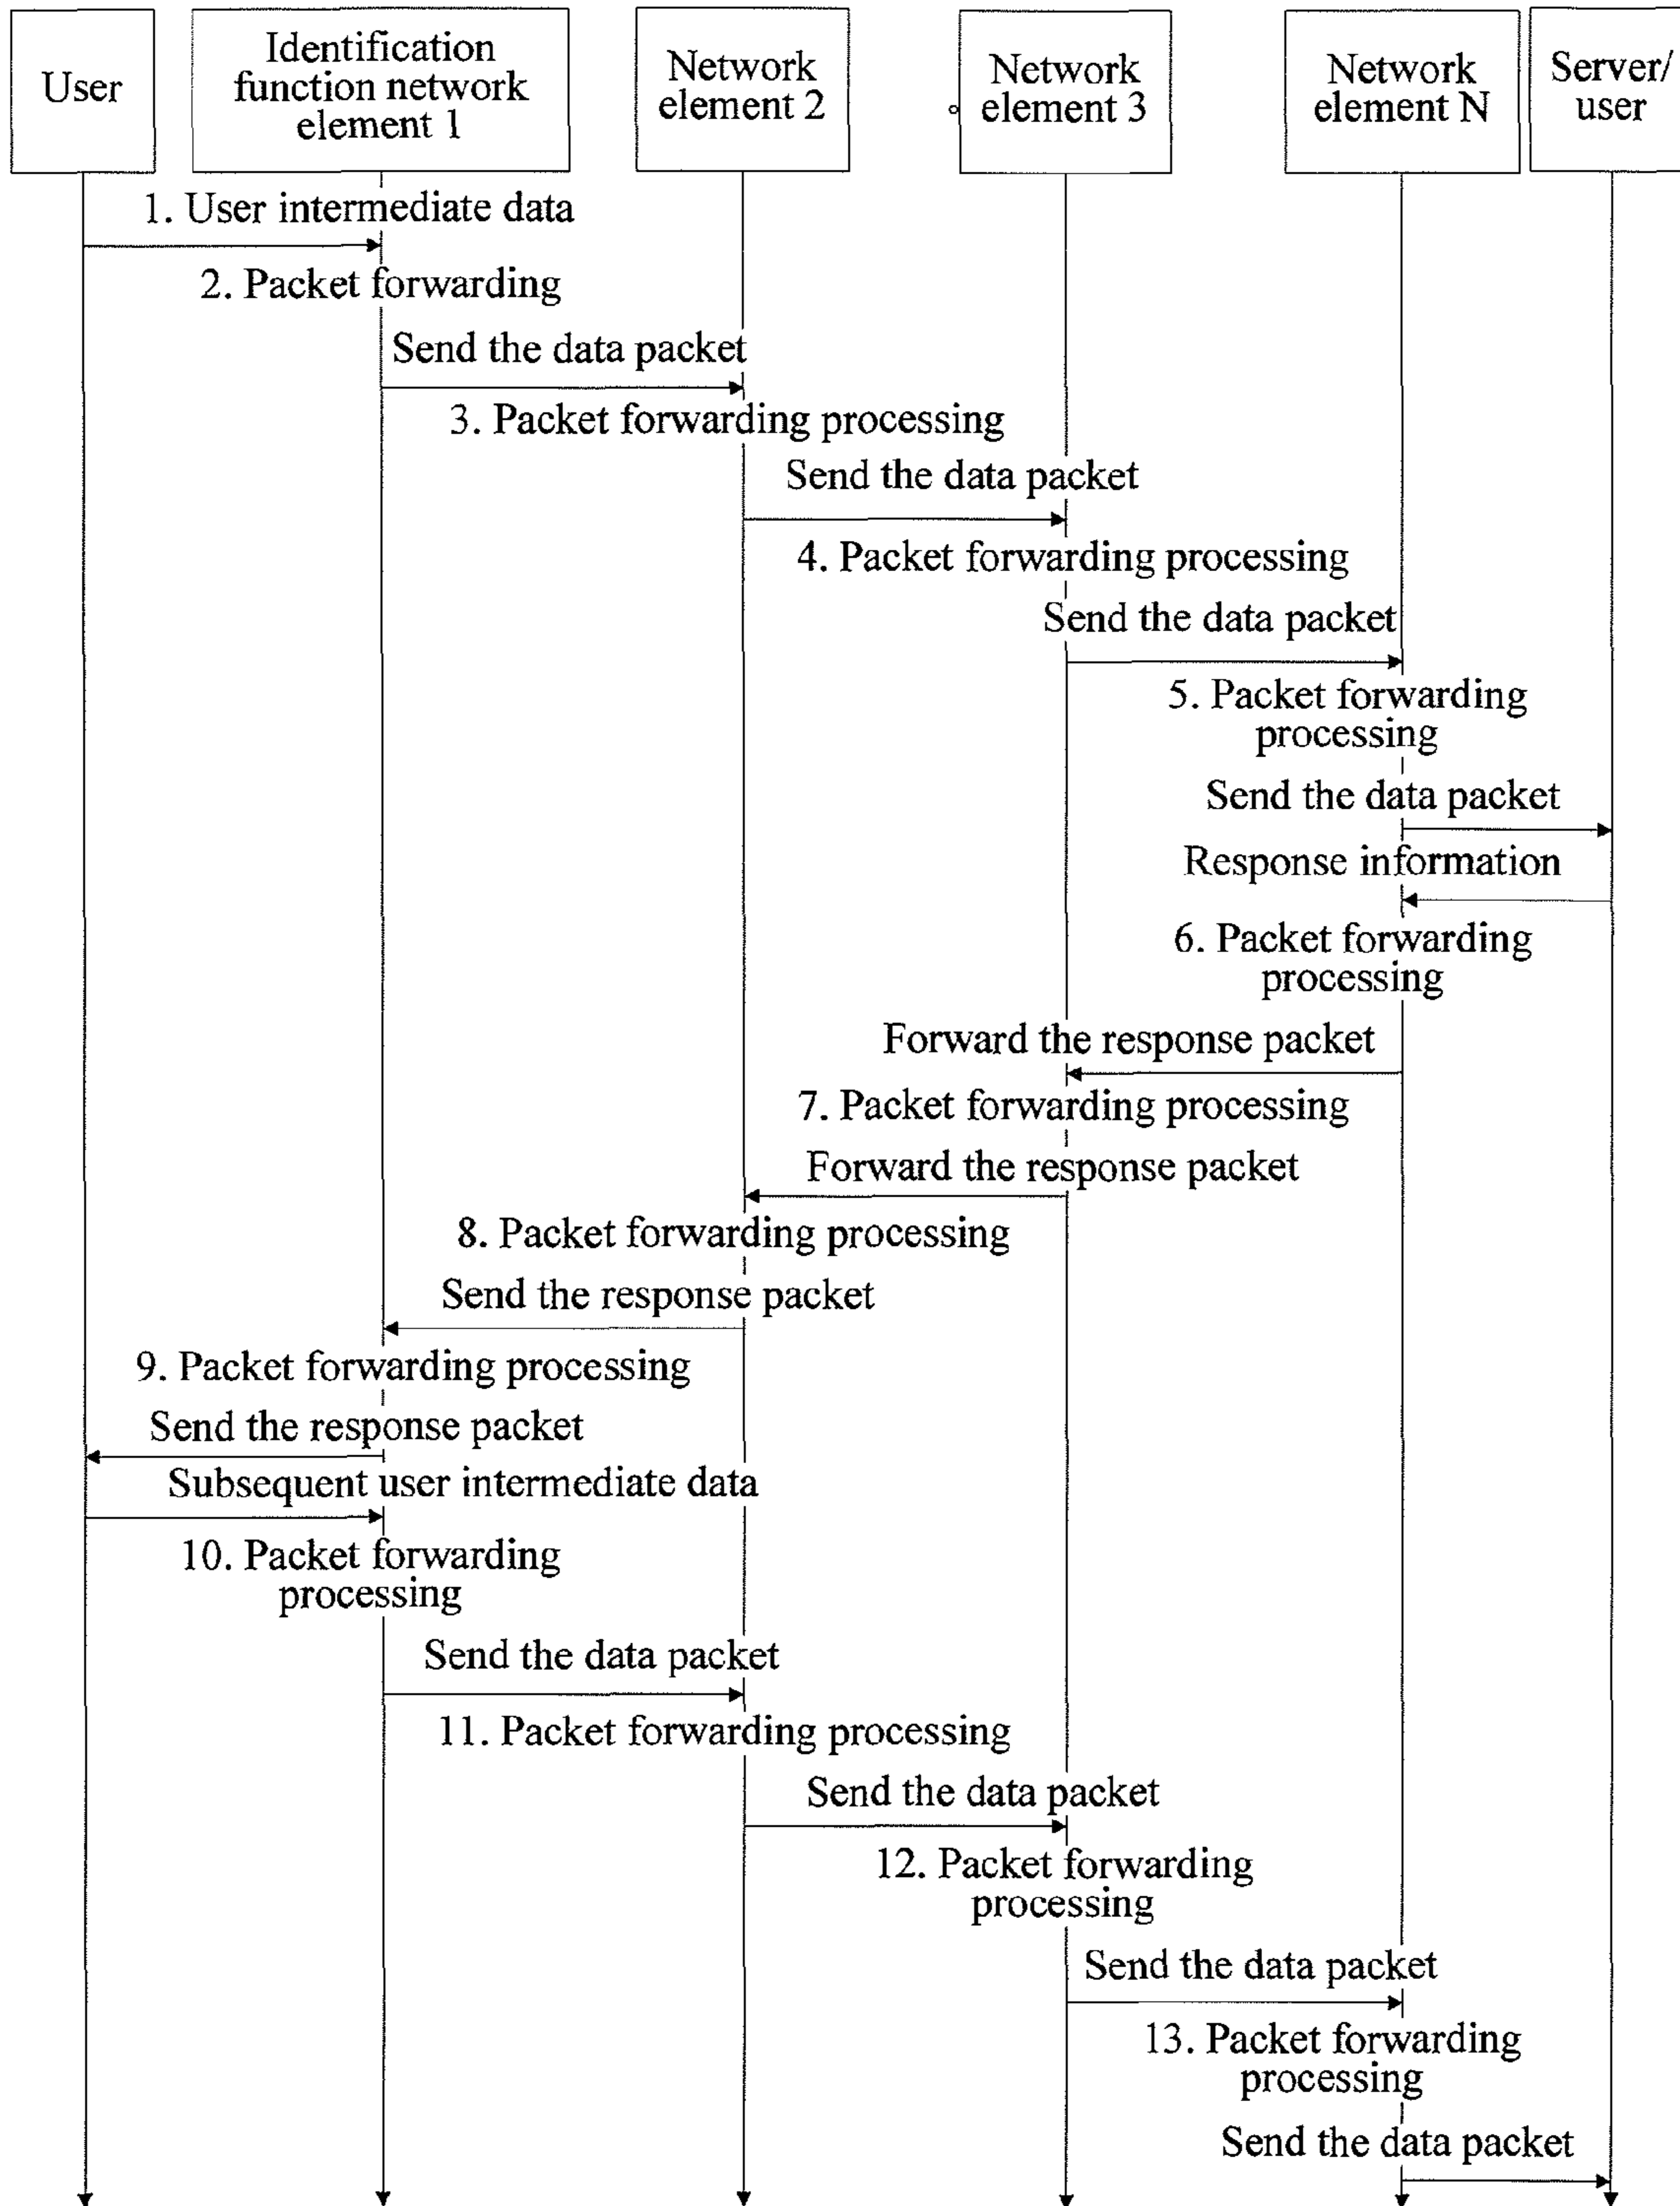 User
Identification
function network
element 1
Network
element 2
Network
element 3
Network
element N
Server/
user
1. User intermediate data
2. Packet forwarding
Send the data packet
3. Packet forwarding processing
Send the data packet
4. Packet forwarding processing
Send the data packet
5. Packet forwarding
processing
Send the data packet
Response information
6. Packet forwarding
processing
Forward the response packet
7. Packet forwarding processing
Forward the response packet
8. Packet forwarding processing
Send the response packet
9. Packet forwarding processing
Send the response packet
Subsequent user intermediate data
10. Packet forwarding
processing
Send the data packet
11. Packet forwarding processing
Send the data packet
12. Packet forwarding
processing
Send the data packet
13. Packet forwarding
processing
Send the data packet